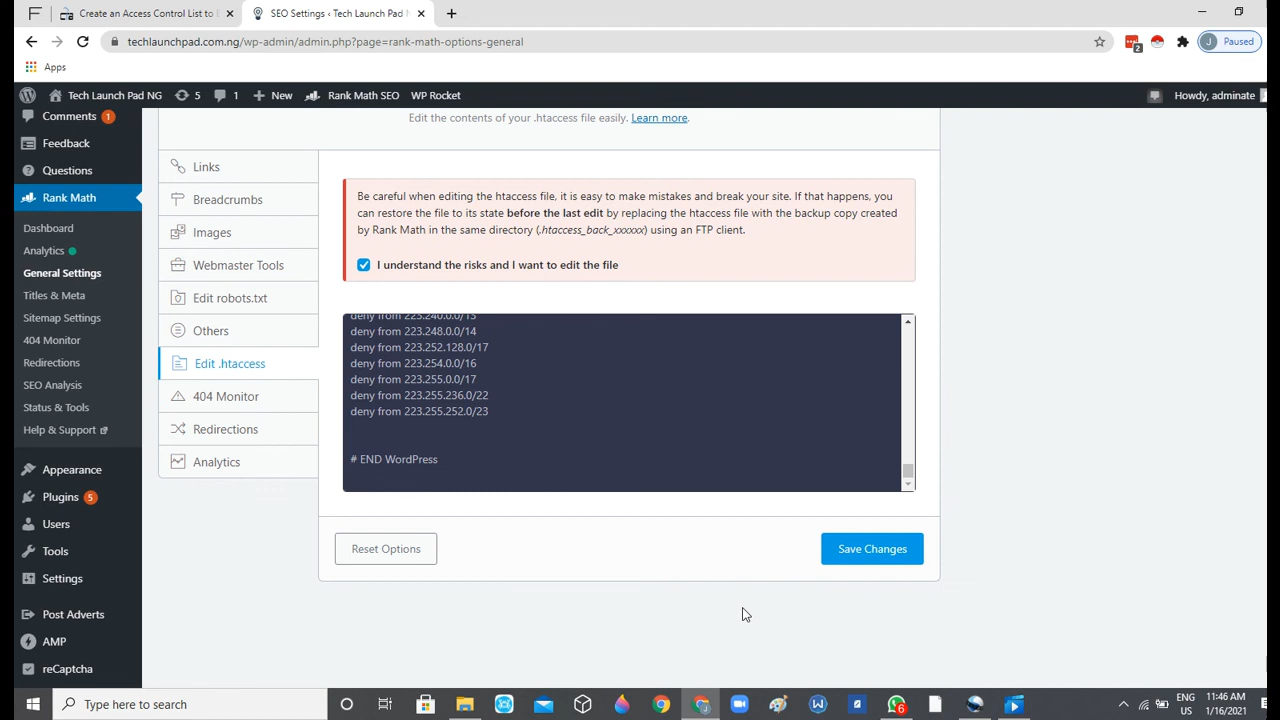 Create an Access Control List to
SEO Settings ‹ Tech Launch Pad
techlaunchpad.com.ng/wp-admin/admin.php?page=rank-math-options-general
2
J Paused
Apps
Tech Launch Pad NG
5
1
New
Rank Math SEO
WP Rocket
Howdy, adminate
Comments 1
Feedback
Questions
Rank Math
Dashboard
Analytics
General Settings
Titles & Meta
Sitemap Settings
404 Monitor
Redirections
SEO Analysis
Status & Tools
Help & Support
Appearance
Plugins 5
Users
Tools
Settings
Post Adverts
AMP
reCaptcha
Edit the contents of your .htaccess file easily. Learn more.
Links
Breadcrumbs
Images
Webmaster Tools
Edit robots.txt
Others
Edit .htaccess
404 Monitor
Redirections
Analytics
Be careful when editing the htaccess file, it is easy to make mistakes and break your site. If that happens, you
can restore the file to its state before the last edit by replacing the htaccess file with the backup copy created
by Rank Math in the same directory (.htaccess_back_xxxxxx) using an FTP client.
I understand the risks and I want to edit the file
deny from 223.240.0.0/13
deny from 223.248.0.0/14
deny from 223.252.128.0/17
deny from 223.254.0.0/16
deny from 223.255.0.0/17
deny from 223.255.236.0/22
deny from 223.255.252.0/23
# END WordPress
Reset Options
Save Changes
Type here to search
6
ENG
US
11:46 AM
1/16/2021